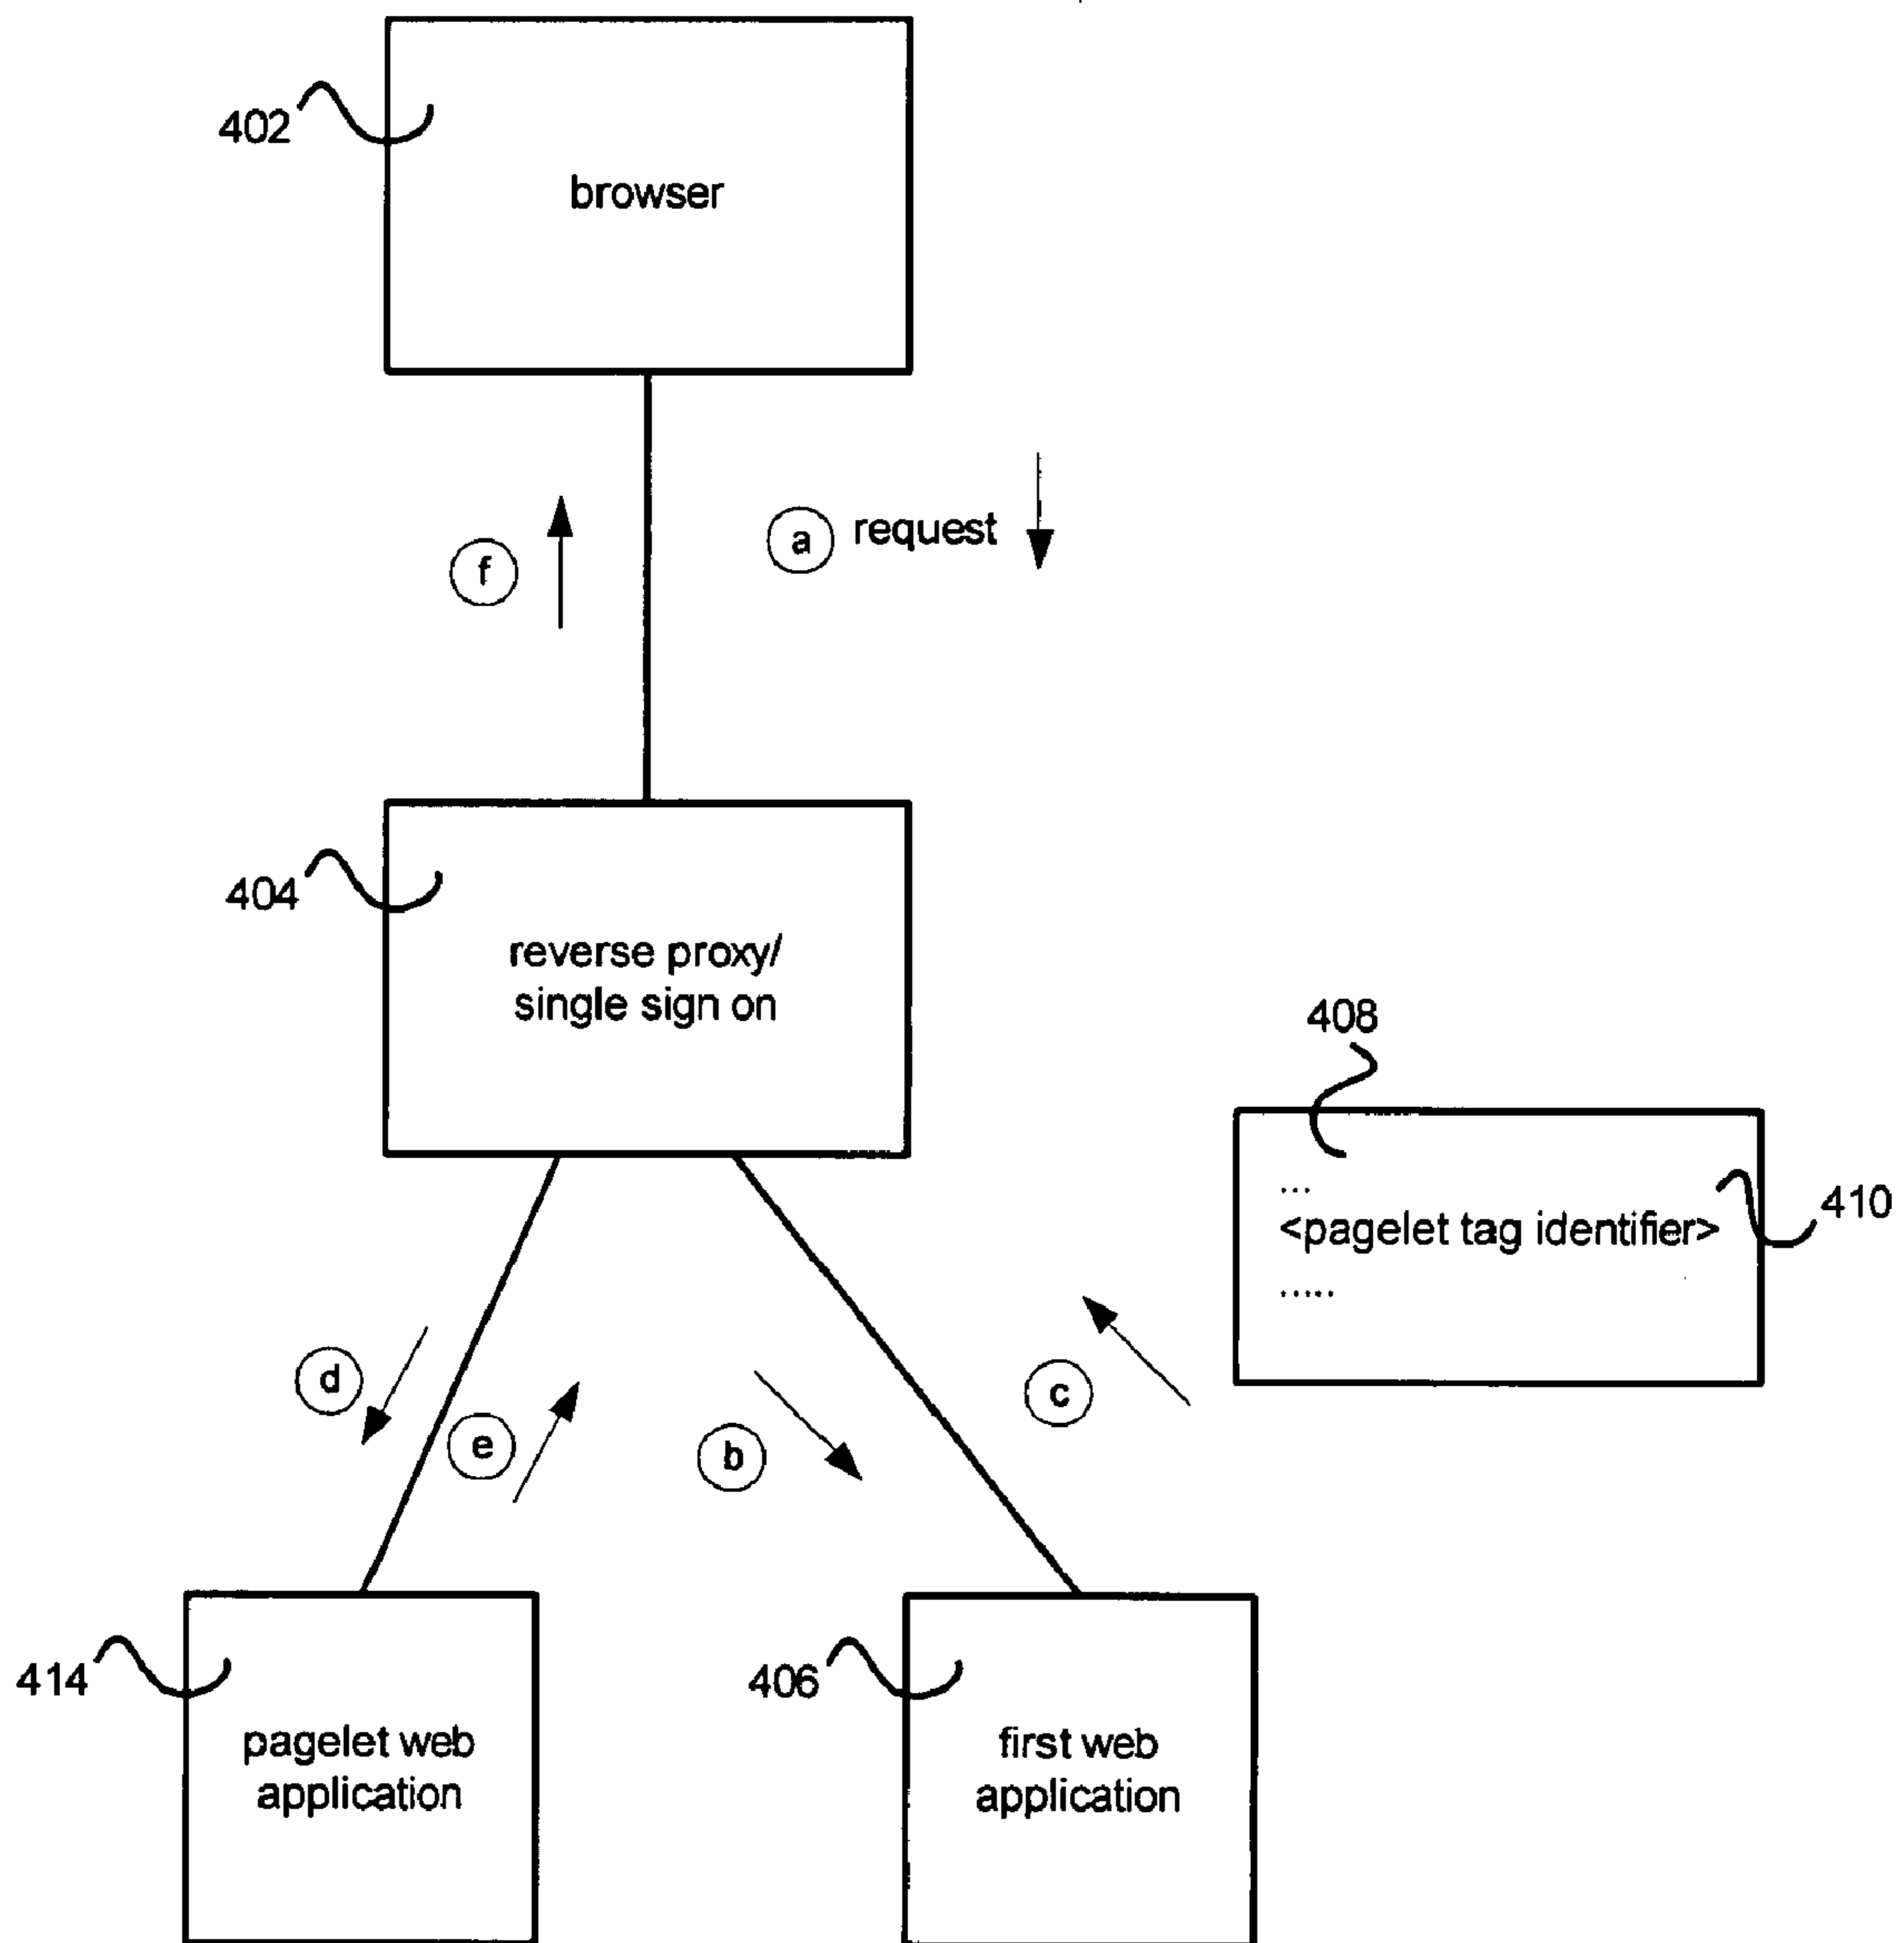 402
browser
f
a request
404
reverse proxy/
single sign on
408
...
<pagelet tag identifier>
.....
410
d
e
b
c
414
pagelet web
application
406
first web
application